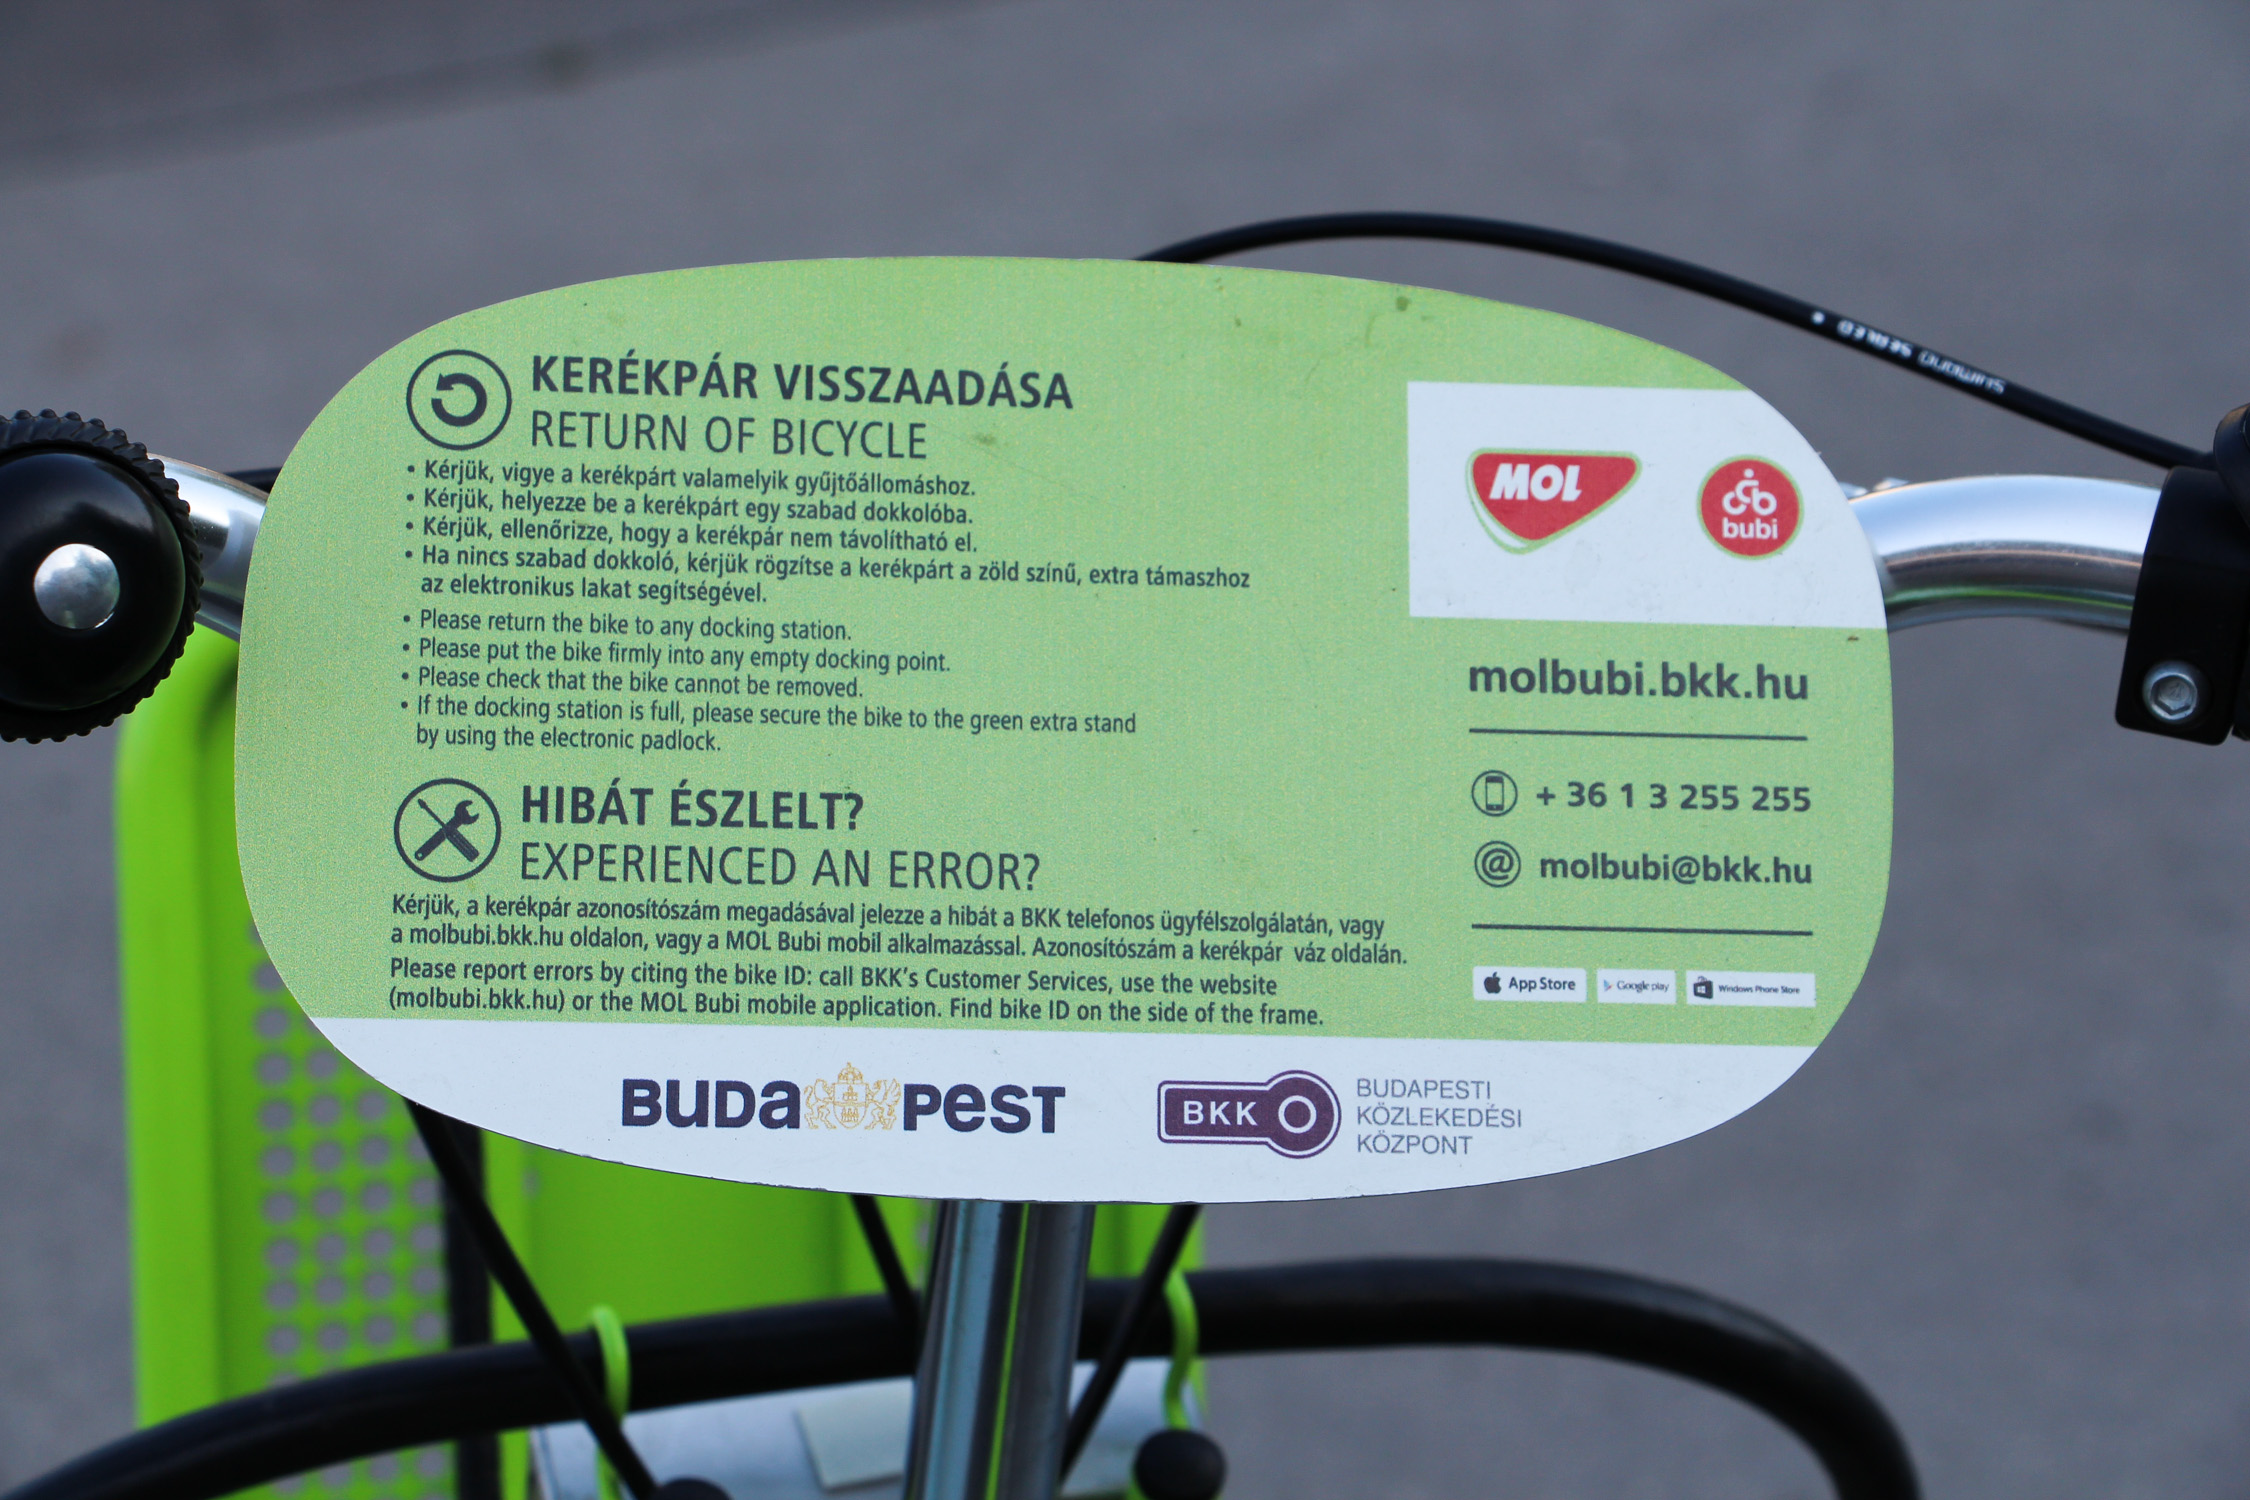 KERÉKPÁR VISSZAADÁSA
RETURN OF BICYCLE
• Kérjük, vigye a kerékpárt valamelyik gyűjtőállomáshoz.
• Kérjük, helyezze be a kerékpárt egy szabad dokkolóba.
• Kérjük, ellenőrizze, hogy a kerékpár nem távolítható el.
• Ha nincs szabad dokkoló, kérjük rögzítse a kerékpárt a zöld színű, extra támaszhoz
az elektronikus lakat segítségével.
• Please return the bike to any docking station.
• Please put the bike firmly into any empty docking point.
• Please check that the bike cannot be removed.
• If the docking station is full, please secure the bike to the green extra stand
by using the electronic padlock.
HIBÁT ÉSZLELT?
EXPERIENCED AN ERROR?
Kérjük, a kerékpár azonosítószám megadásával jelezze a hibát a BKK telefonos ügyfélszolgálatán, vagy
a molbubi.bkk.hu oldalon, vagy a MOL Bubi mobil alkalmazással. Azonosítószám a kerékpár váz oldalán.
Please report errors by citing the bike ID: call BKK's Customer Services, use the website
(molbubi.bkk.hu) or the MOL Bubi mobile application. Find bike ID on the side of the frame.
MOL
bubi
molbubi.bkk.hu
+ 36 1 3 255 255
@ molbubi@bkk.hu
App Store
Google play
Windows Phone Store
BUDAPEST
BKK
BUDAPESTI
KÖZLEKEDÉSI
KÖZPONT
SHIMANO SEALED